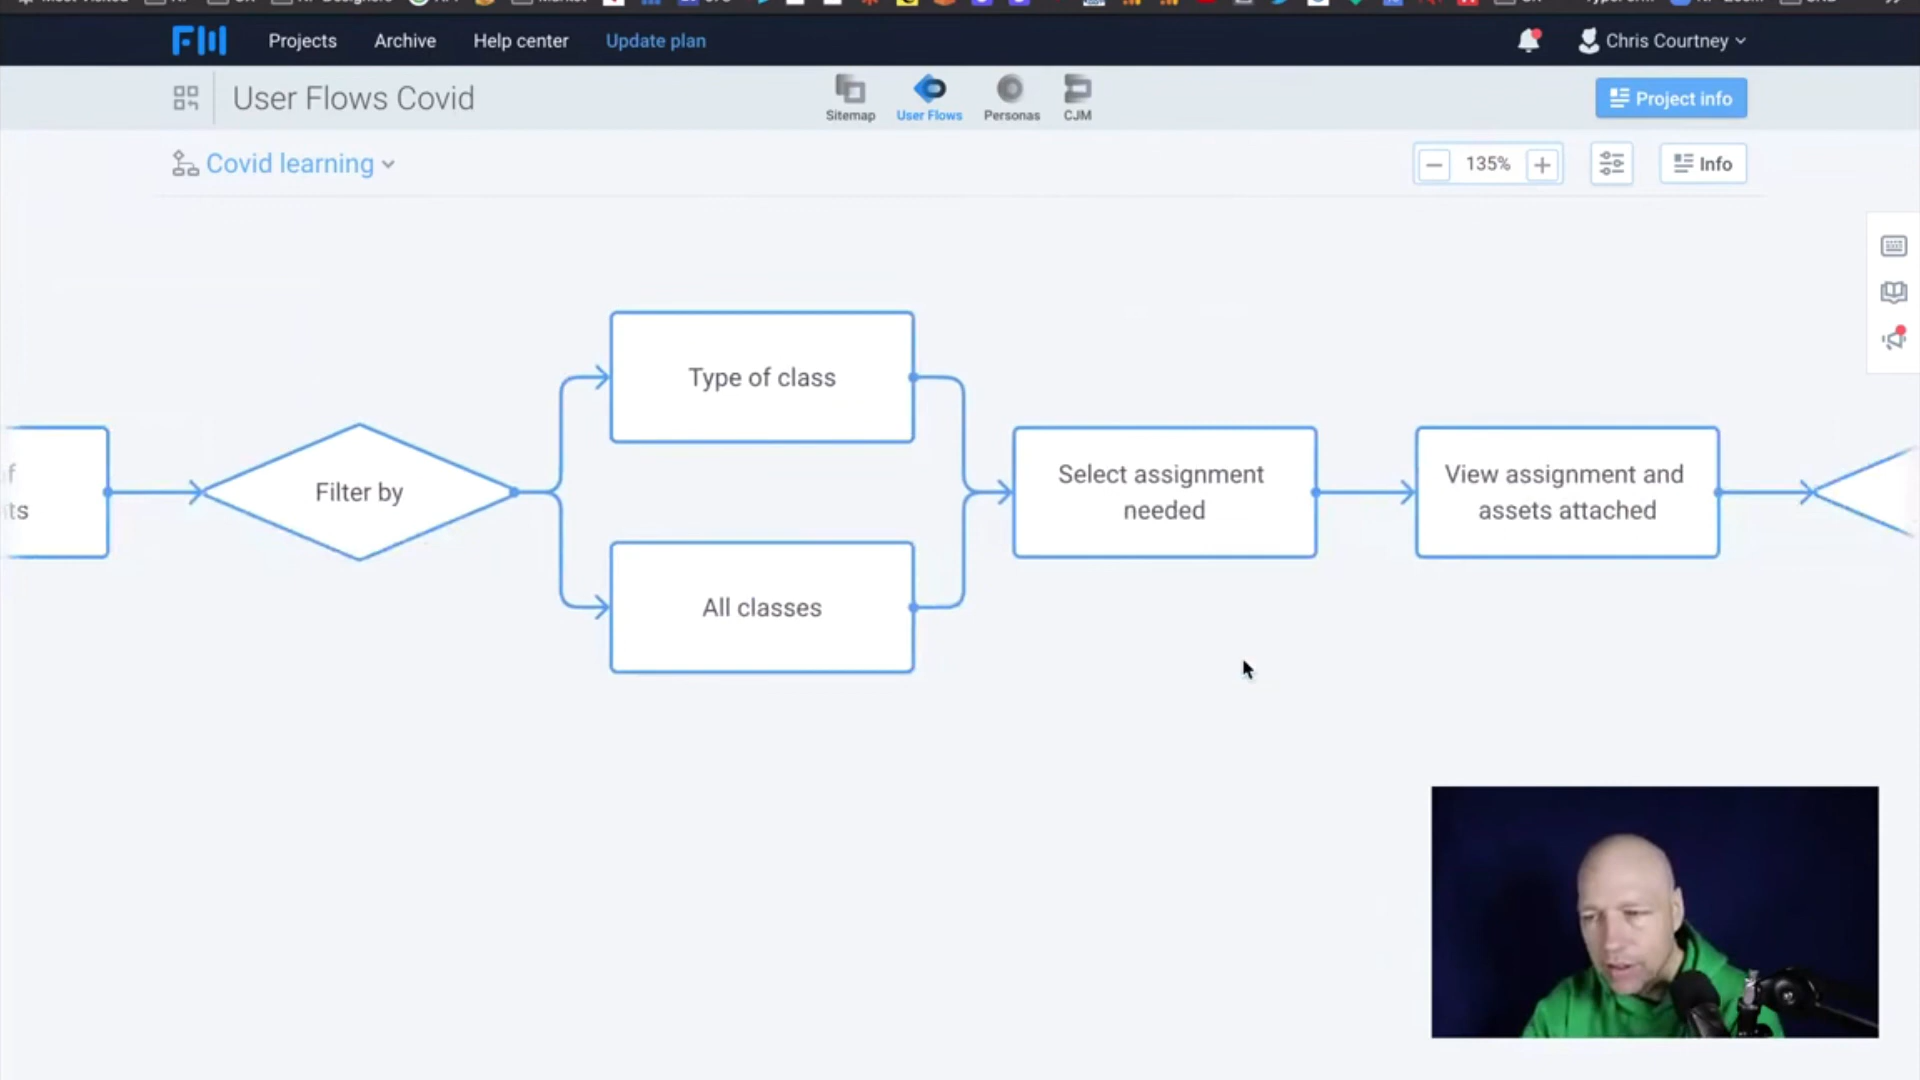 Projects
Archive
Help center
Update plan
Chris Courtney
User Flows Covid
Sitemap
User Flows
Personas
CJM
Project info
Covid learning
135%
Info
Type of class
Filter by
Select assignment
needed
View assignment and
assets attached
All classes